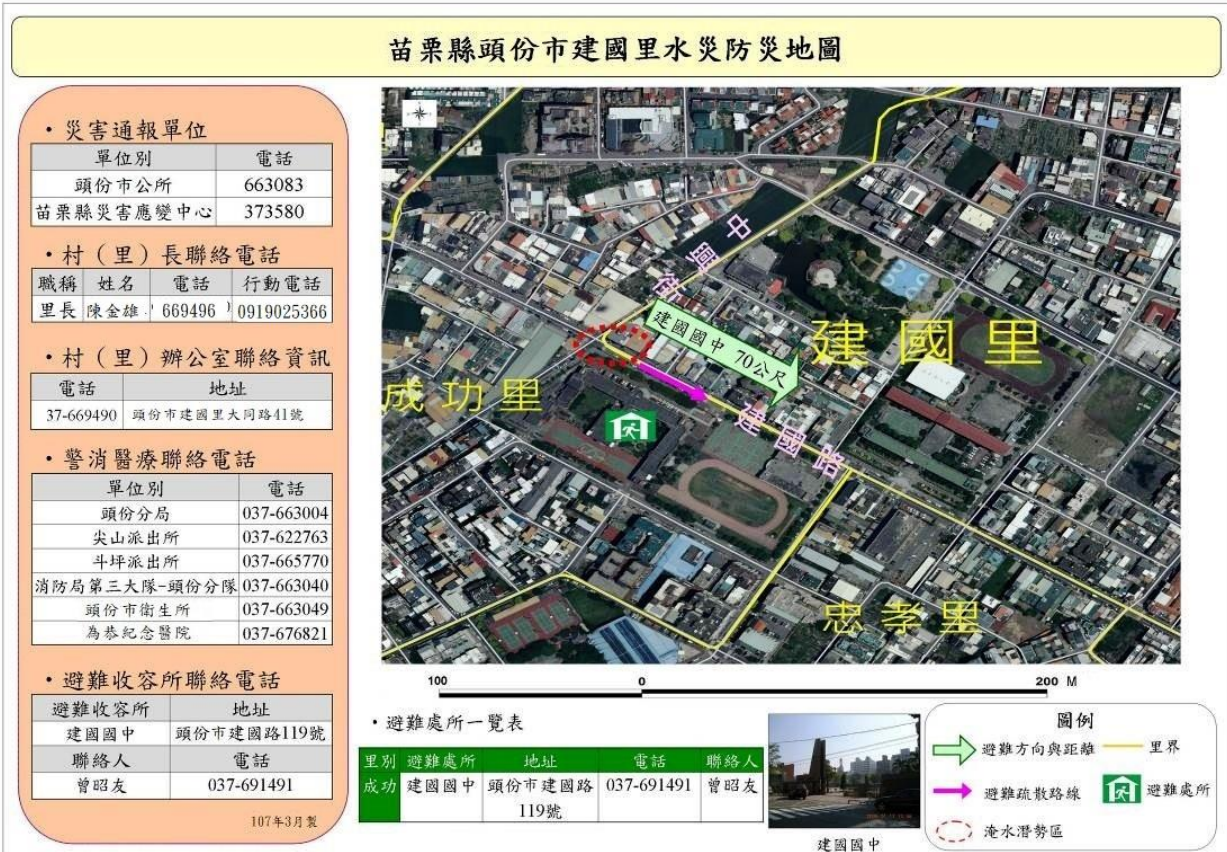 苗栗縣頭份市建國里水災防災地圖
・災害通報單位
單位別 電話
頭份市公所 663083
苗栗縣災害應變中心 373580
・村（里）長聯絡電話
職稱 姓名 電話 行動電話
里長 陳金雄 669496 0919025366
・村（里）辦公室聯絡資訊
電話 地址
37-669490 頭份市建國里大同路41號
・警消醫療聯絡電話
單位別 電話
頭份分局 037-663004
尖山派出所 037-622763
斗坪派出所 037-665770
消防局第三大隊-頭份分隊 037-663040
頭份市衛生所 037-663049
為恭紀念醫院 037-676821
・避難收容所聯絡電話
避難收容所 地址
建國國中 頭份市建國路119號
聯絡人 電話
曾昭友 037-691491
107年3月製
中興街
建國國中 70公尺
建國里
成功里
建國路
忠孝里
100 0 200 M
・避難處所一覽表
里別 避難處所 地址 電話 聯絡人
成功 建國國中 頭份市建國路 037-691491 曾昭友
119號
建國國中
圖例
避難方向與距離 里界
避難疏散路線 避難處所
淹水潛勢區